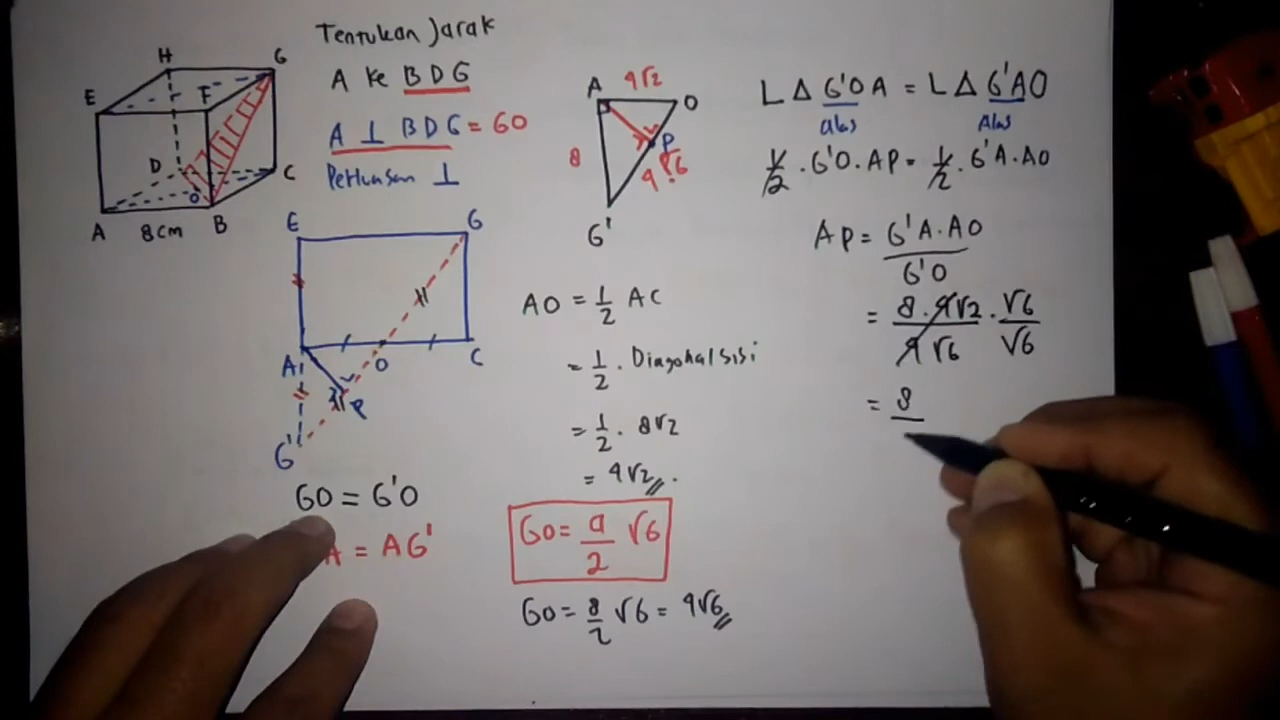 Tentukan Jarak
A ke BDG
A ⊥ BDG = GO
Perluasan ⊥
H
G
E
F
D
C
O
A
B
8cm
E
G
A
O
C
P
G'
GO = G'O
A = AG'
A
4√2
O
8
P
4√6
G'
AO = 1/2 AC
= 1/2 . Diagonal sisi
= 1/2 . 8√2
= 4√2 .
GO = a/2 √6
GO = 8/2 √6 = 4√6
L Δ G'OA = L Δ G'AO
alas
Alas
1/2 . G'O . AP = 1/2 . G'A . AO
AP = G'A . AO / G'O
= 8 . 4√2 / 4√6 . √6 / √6
= 8